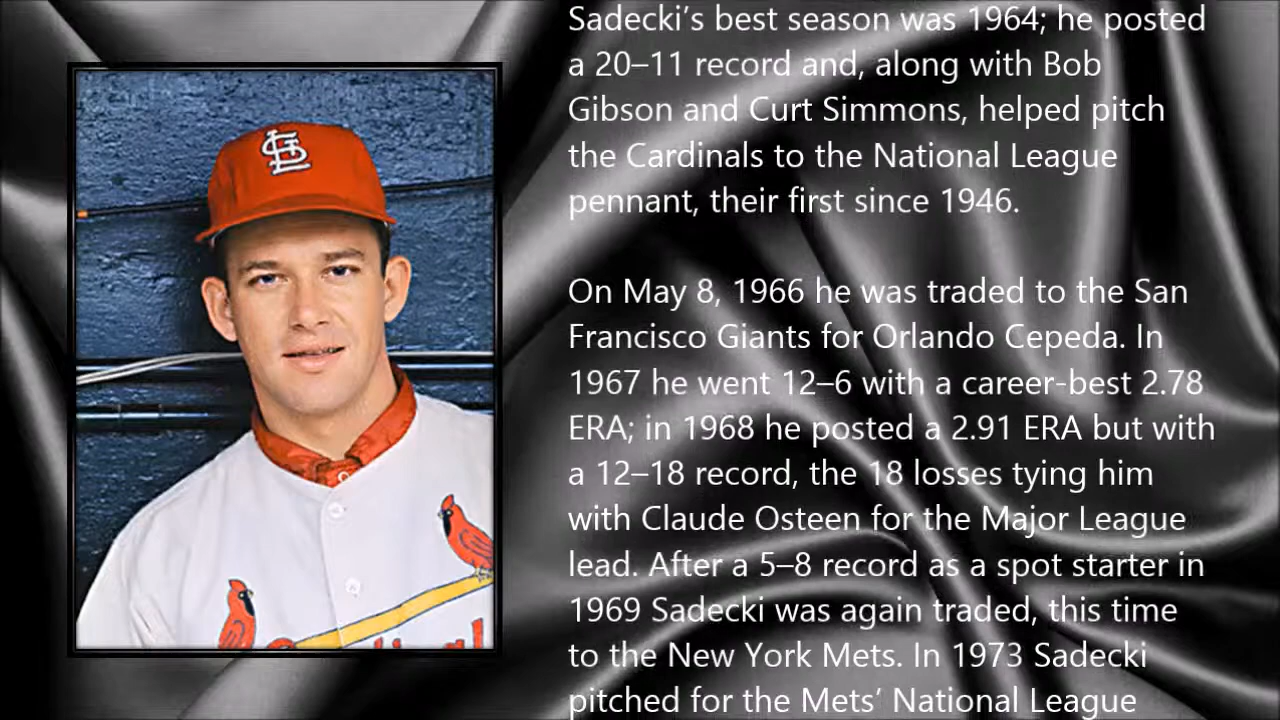 Sadecki’s best season was 1964; he posted
a 20–11 record and, along with Bob
Gibson and Curt Simmons, helped pitch
the Cardinals to the National League
pennant, their first since 1946.
On May 8, 1966 he was traded to the San
Francisco Giants for Orlando Cepeda. In
1967 he went 12–6 with a career-best 2.78
ERA; in 1968 he posted a 2.91 ERA but with
a 12–18 record, the 18 losses tying him
with Claude Osteen for the Major League
lead. After a 5–8 record as a spot starter in
1969 Sadecki was again traded, this time
to the New York Mets. In 1973 Sadecki
pitched for the Mets’ National League
STL